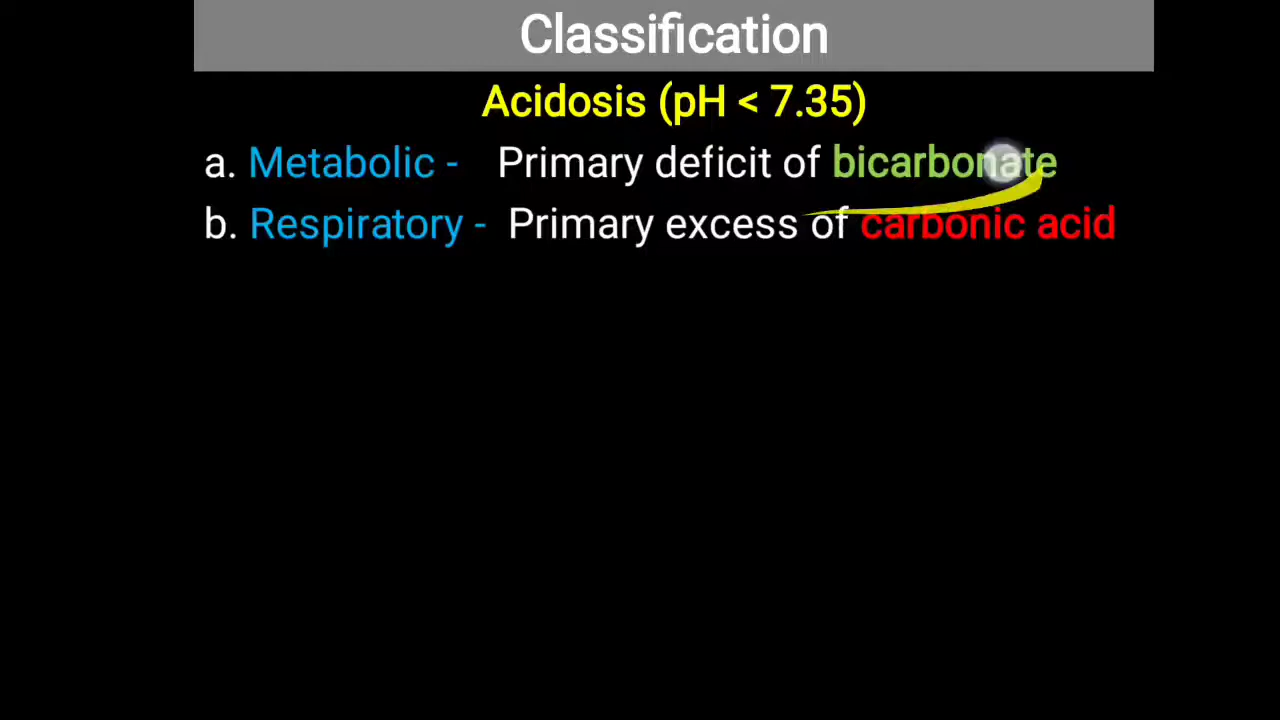 Classification
Acidosis (pH < 7.35)
a. Metabolic - Primary deficit of bicarbonate
b. Respiratory - Primary excess of carbonic acid